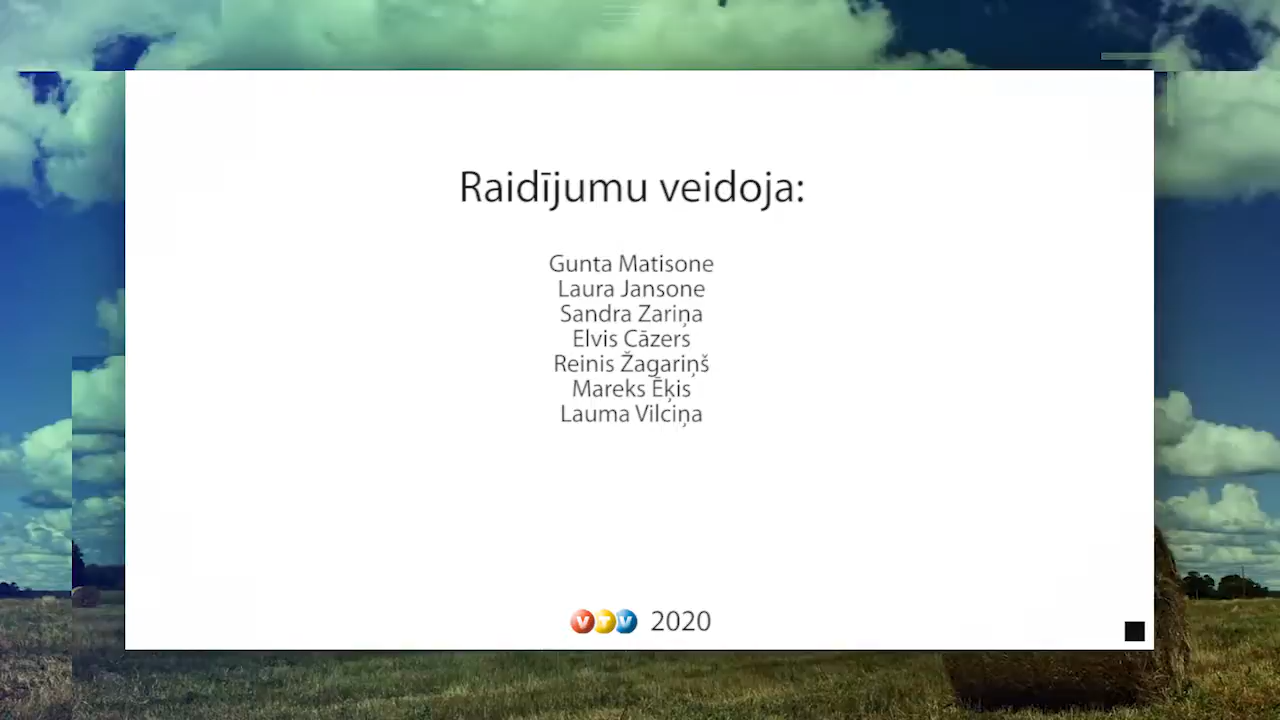 Raidījumu veidoja:
Gunta Matisone
Laura Jansone
Sandra Zariņa
Elvis Cāzers
Reinis Žagariņš
Mareks Ēķis
Lauma Vilciņa
VTV 2020